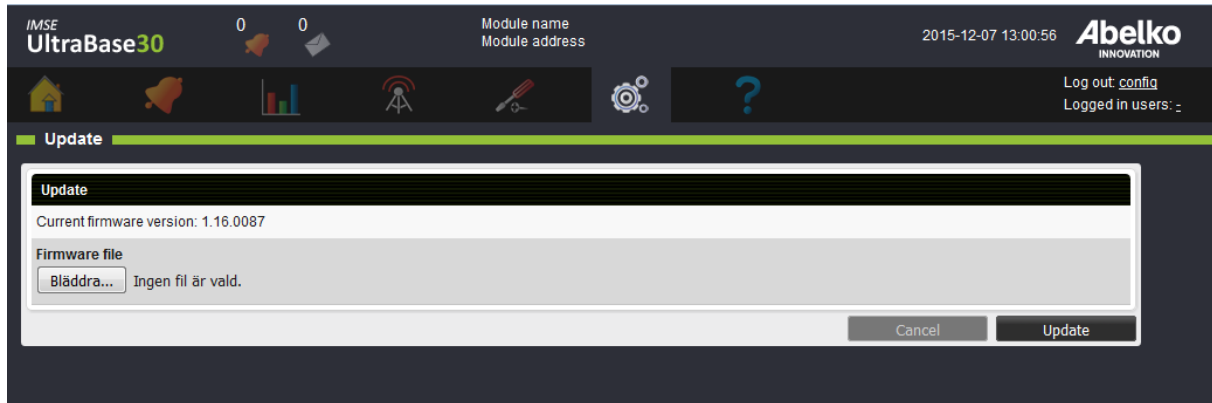 IMSE
UltraBase30
0
0
Module name
Module address
2015-12-07 13:00:56
Abelko
INNOVATION
Log out: config
Logged in users: -
Update
Update
Current firmware version: 1.16.0087
Firmware file
Bläddra... Ingen fil är vald.
Cancel
Update